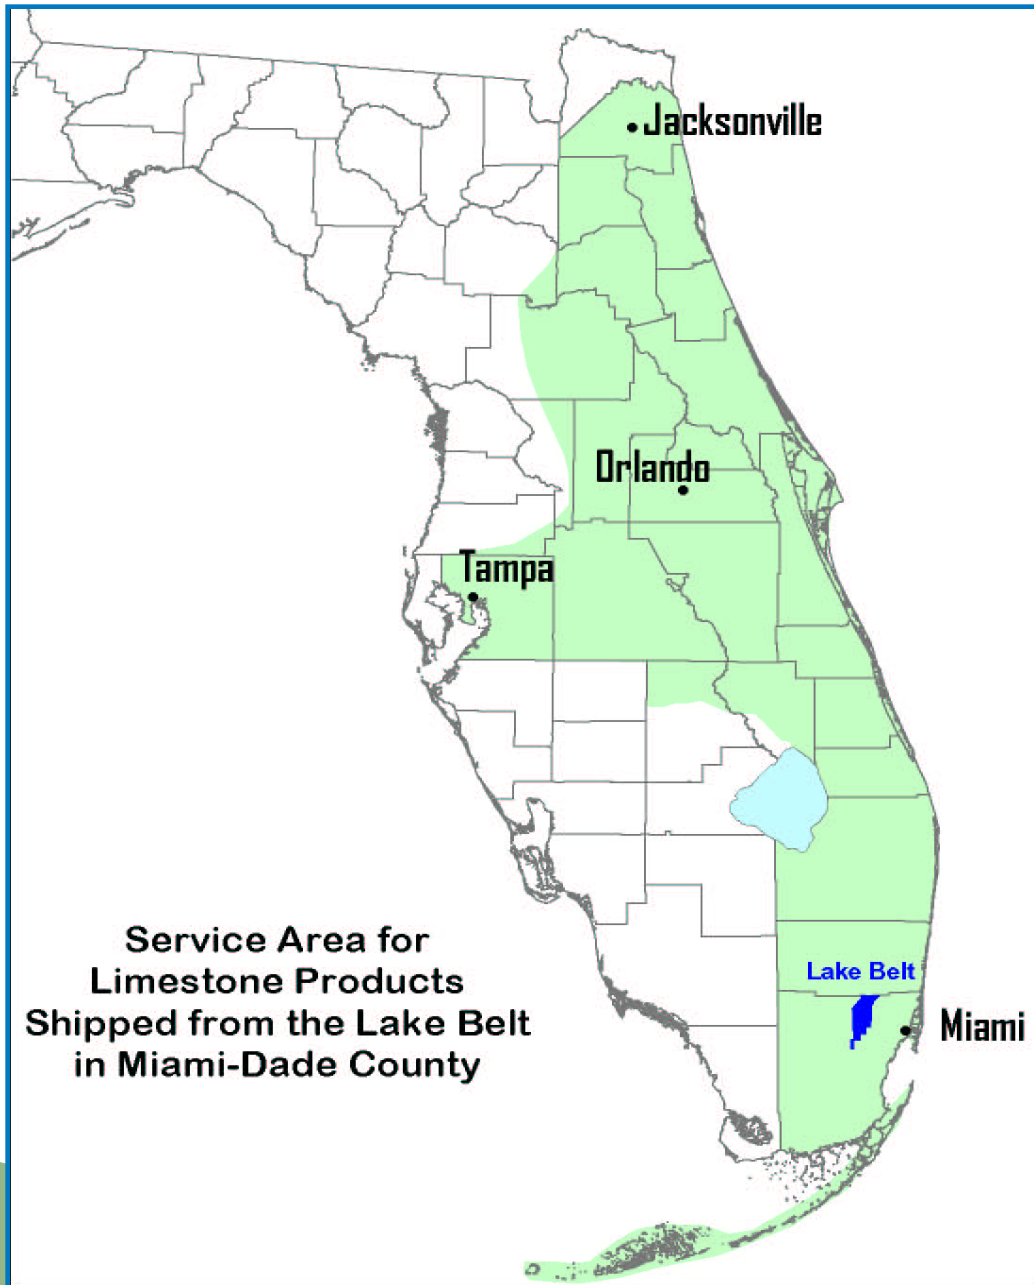 Jacksonville
Orlando
Tampa
Service Area for
Limestone Products
Shipped from the Lake Belt
in Miami-Dade County
Lake Belt
Miami